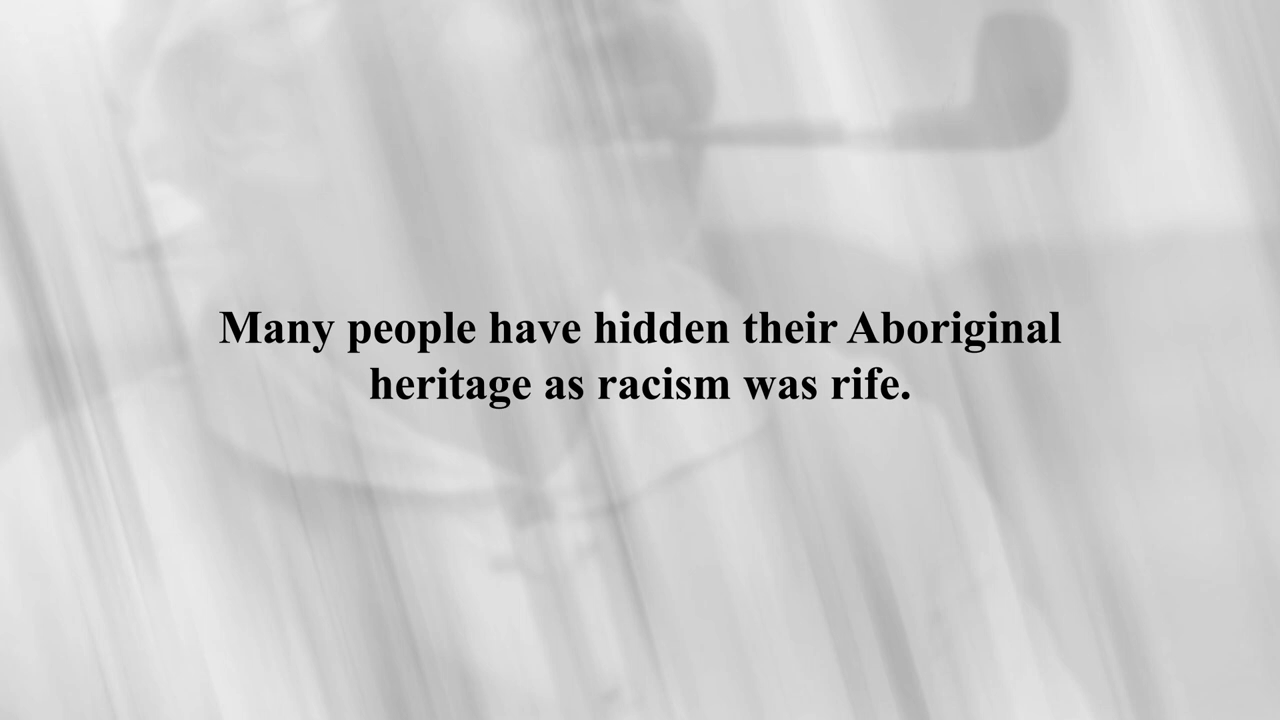 Many people have hidden their Aboriginal
heritage as racism was rife.